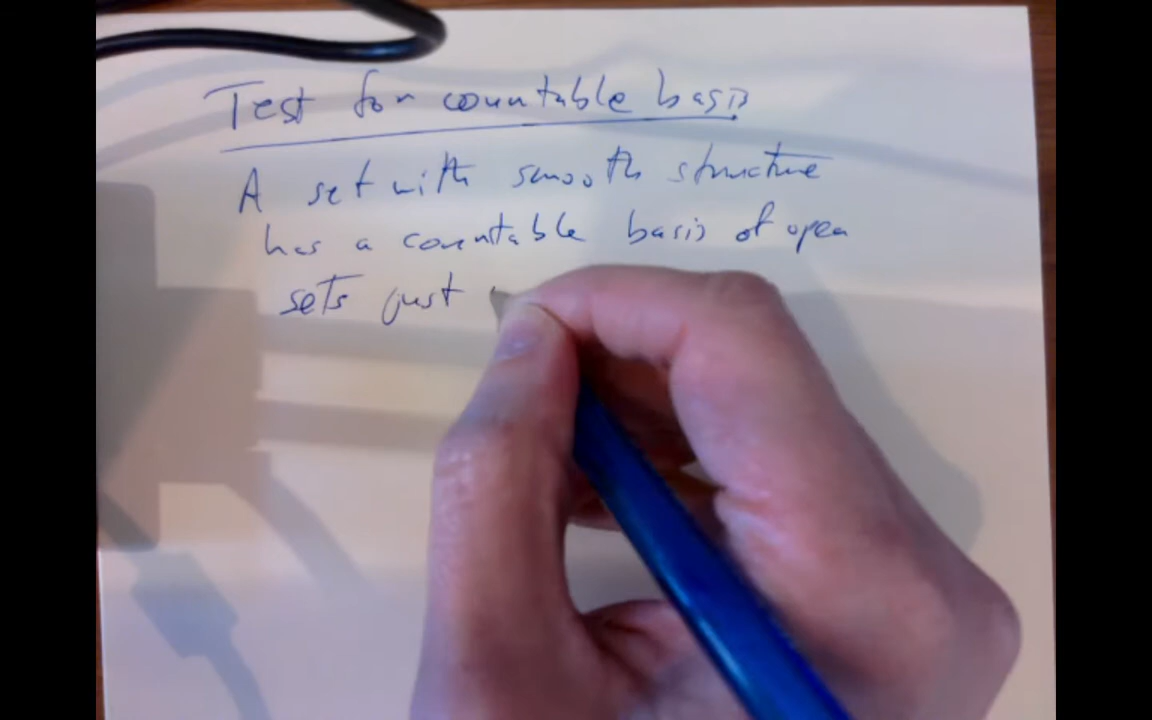 Test for countable basis
A set with smooth structure
has a countable basis of open
sets just